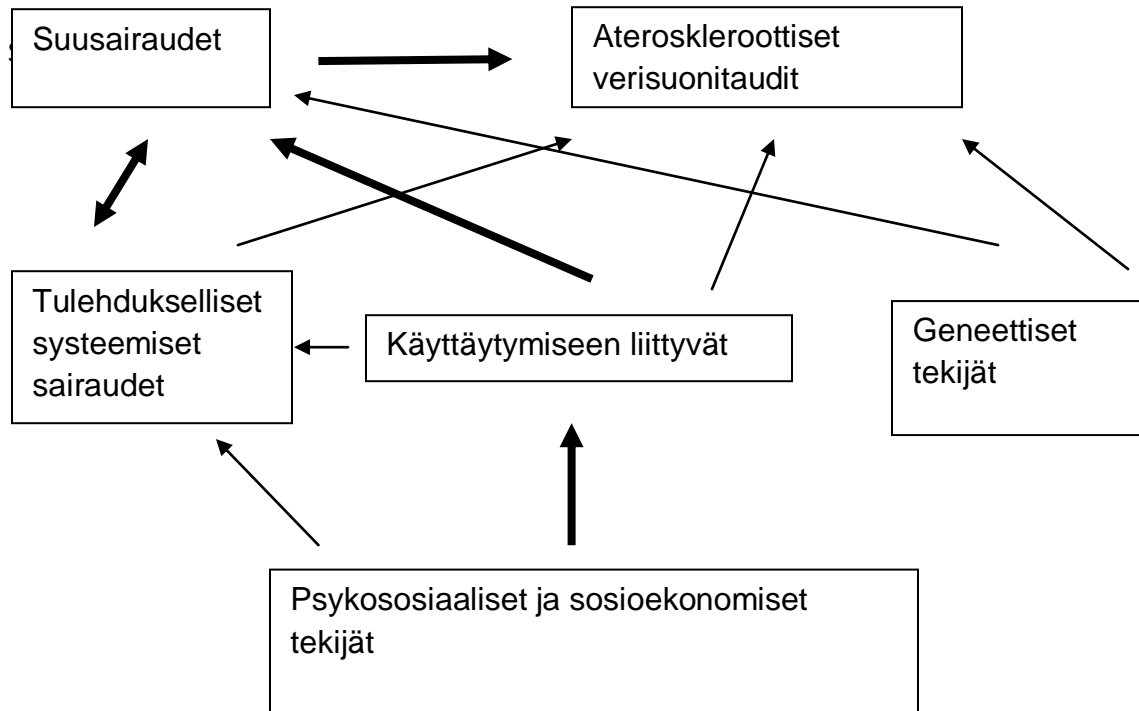 Suusairaudet
Ateroskleroottiset
verisuonitaudit
Tulehdukselliset
systeemiset
sairaudet
Käyttäytymiseen liittyvät
Geneettiset
tekijät
Psykososiaaliset ja sosioekonomiset
tekijät